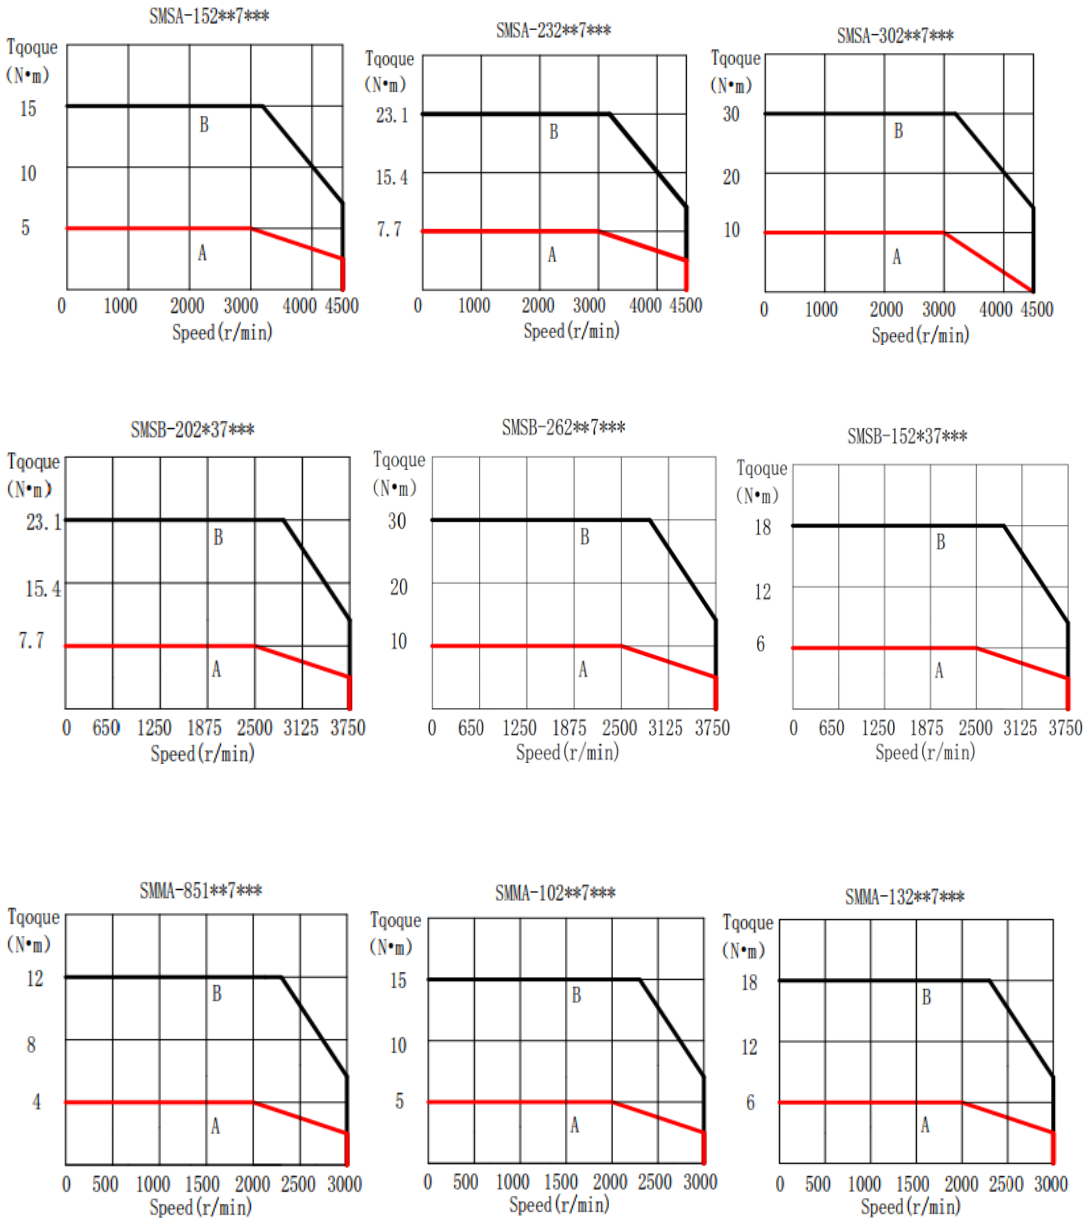 SMSA-152**7***
Tqoque
(N•m)
15
10
5
B
A
0 1000 2000 3000 4000 4500
Speed(r/min)
SMSA-232**7***
Tqoque
(N•m)
23.1
15.4
7.7
B
A
0 1000 2000 3000 4000 4500
Speed(r/min)
SMSA-302**7***
Tqoque
(N•m)
30
20
10
B
A
0 1000 2000 3000 4000 4500
Speed(r/min)
SMSB-202*37***
Tqoque
(N•m)
23.1
15.4
7.7
B
A
0 650 1250 1875 2500 3125 3750
Speed(r/min)
SMSB-262**7***
Tqoque
(N•m)
30
20
10
B
A
0 650 1250 1875 2500 3125 3750
Speed(r/min)
SMSB-152*37***
Tqoque
(N•m)
18
12
6
B
A
0 650 1250 1875 2500 3125 3750
Speed(r/min)
SMMA-851**7***
Tqoque
(N•m)
12
8
4
B
A
0 500 1000 1500 2000 2500 3000
Speed(r/min)
SMMA-102**7***
Tqoque
(N•m)
15
10
5
B
A
0 500 1000 1500 2000 2500 3000
Speed(r/min)
SMMA-132**7***
Tqoque
(N•m)
18
12
6
B
A
0 500 1000 1500 2000 2500 3000
Speed(r/min)